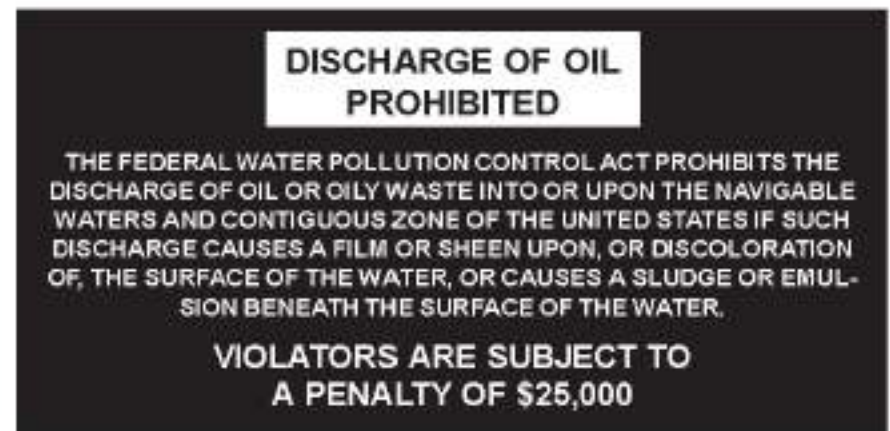 DISCHARGE OF OIL
PROHIBITED
THE FEDERAL WATER POLLUTION CONTROL ACT PROHIBITS THE
DISCHARGE OF OIL OR OILY WASTE INTO OR UPON THE NAVIGABLE
WATERS AND CONTIGUOUS ZONE OF THE UNITED STATES IF SUCH
DISCHARGE CAUSES A FILM OR SHEEN UPON, OR DISCOLORATION
OF, THE SURFACE OF THE WATER, OR CAUSES A SLUDGE OR EMUL-
SION BENEATH THE SURFACE OF THE WATER.
VIOLATORS ARE SUBJECT TO
A PENALTY OF $25,000